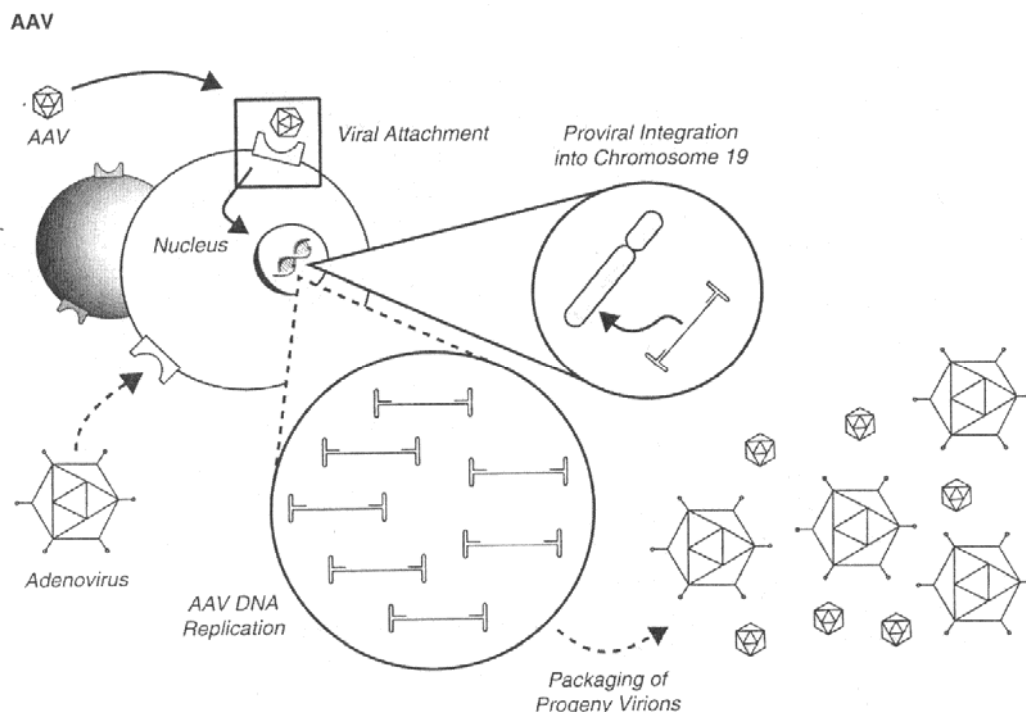 AAV
AAV
Viral Attachment
Proviral Integration
into Chromosome 19
Nucleus
Adenovirus
AAV DNA
Replication
Packaging of
Progeny Virions